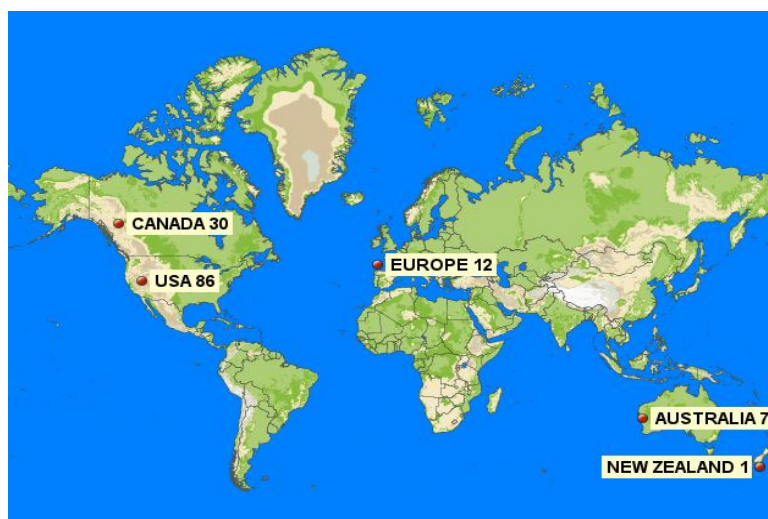 CANADA 30
EUROPE 12
USA 86
AUSTRALIA 7
NEW ZEALAND 1